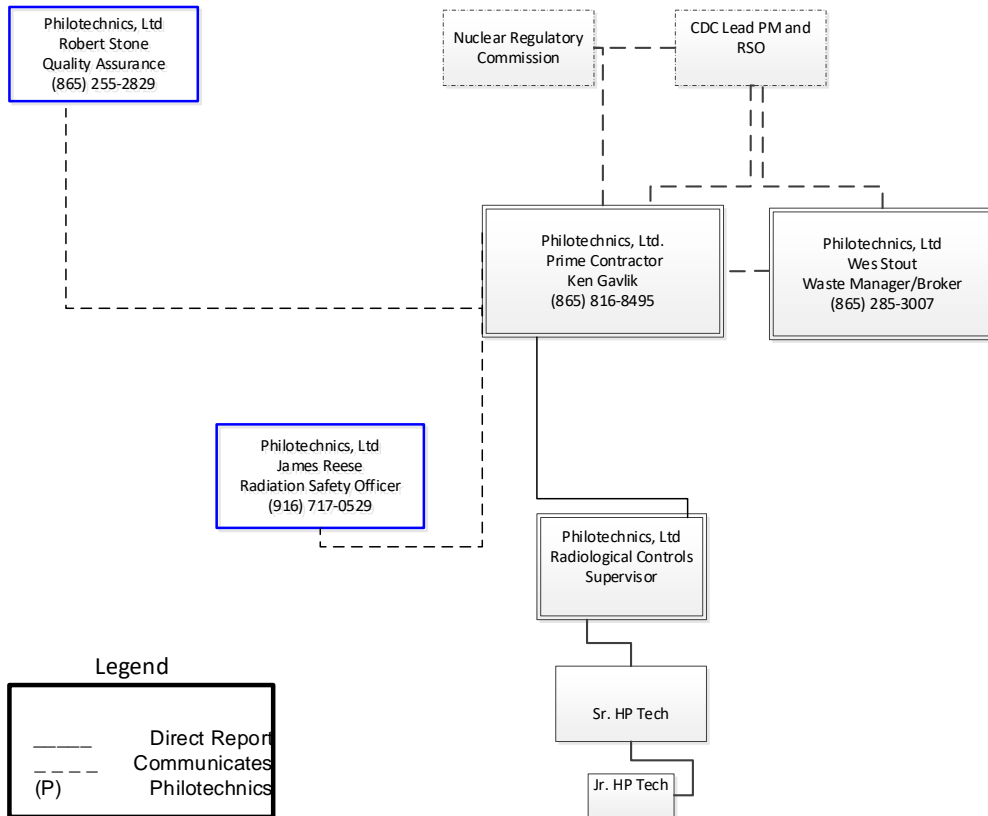 Philotechnics, Ltd
Robert Stone
Quality Assurance
(865) 255-2829
Nuclear Regulatory
Commission
CDC Lead PM and
RSO
Philotechnics, Ltd.
Prime Contractor
Ken Gavlik
(865) 816-8495
Philotechnics, Ltd
Wes Stout
Waste Manager/Broker
(865) 285-3007
Philotechnics, Ltd
James Reese
Radiation Safety Officer
(916) 717-0529
Philotechnics, Ltd
Radiological Controls
Supervisor
Sr. HP Tech
Jr. HP Tech
Legend
Direct Report
Communicates
(P) Philotechnics